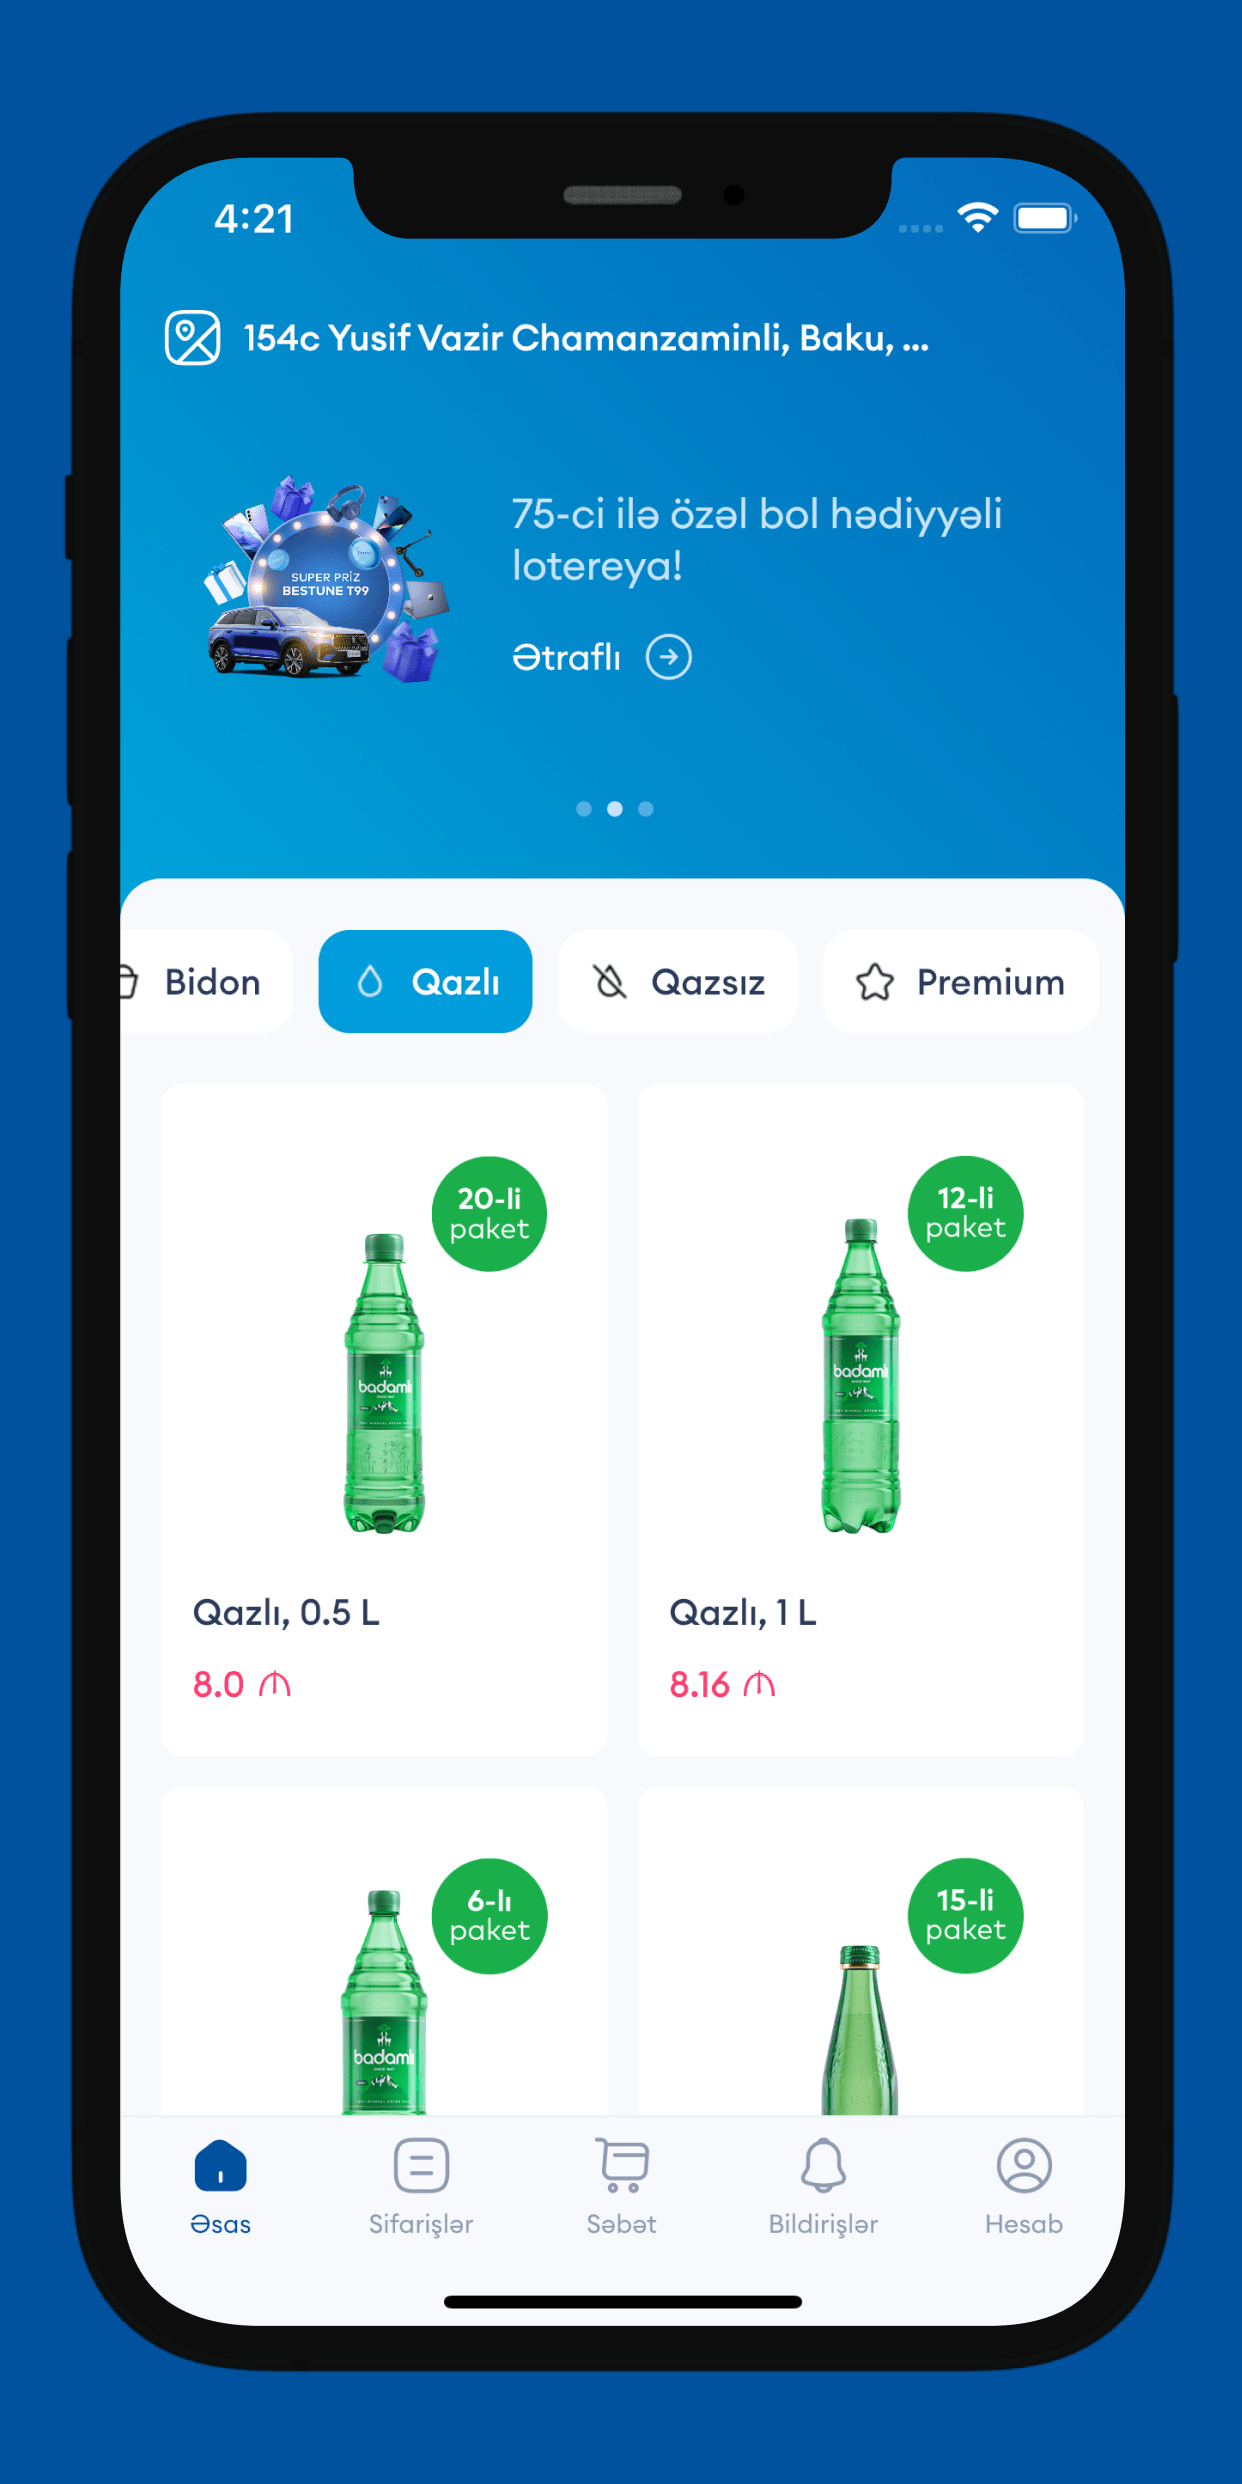 4:21
154c Yusif Vazir Chamanzaminli, Baku, ...
SUPER PRİZ
BESTUNE T99
75-ci ilə özəl bol hədiyyəli
lotereya!
Ətraflı
Bidon
Qazlı
Qazsız
Premium
20-li
paket
badamlı
Qazlı, 0.5 L
8.0 ₼
12-li
paket
badamlı
Qazlı, 1 L
8.16 ₼
6-lı
paket
badamlı
15-li
paket
Əsas
Sifarişlər
Səbət
Bildirişlər
Hesab